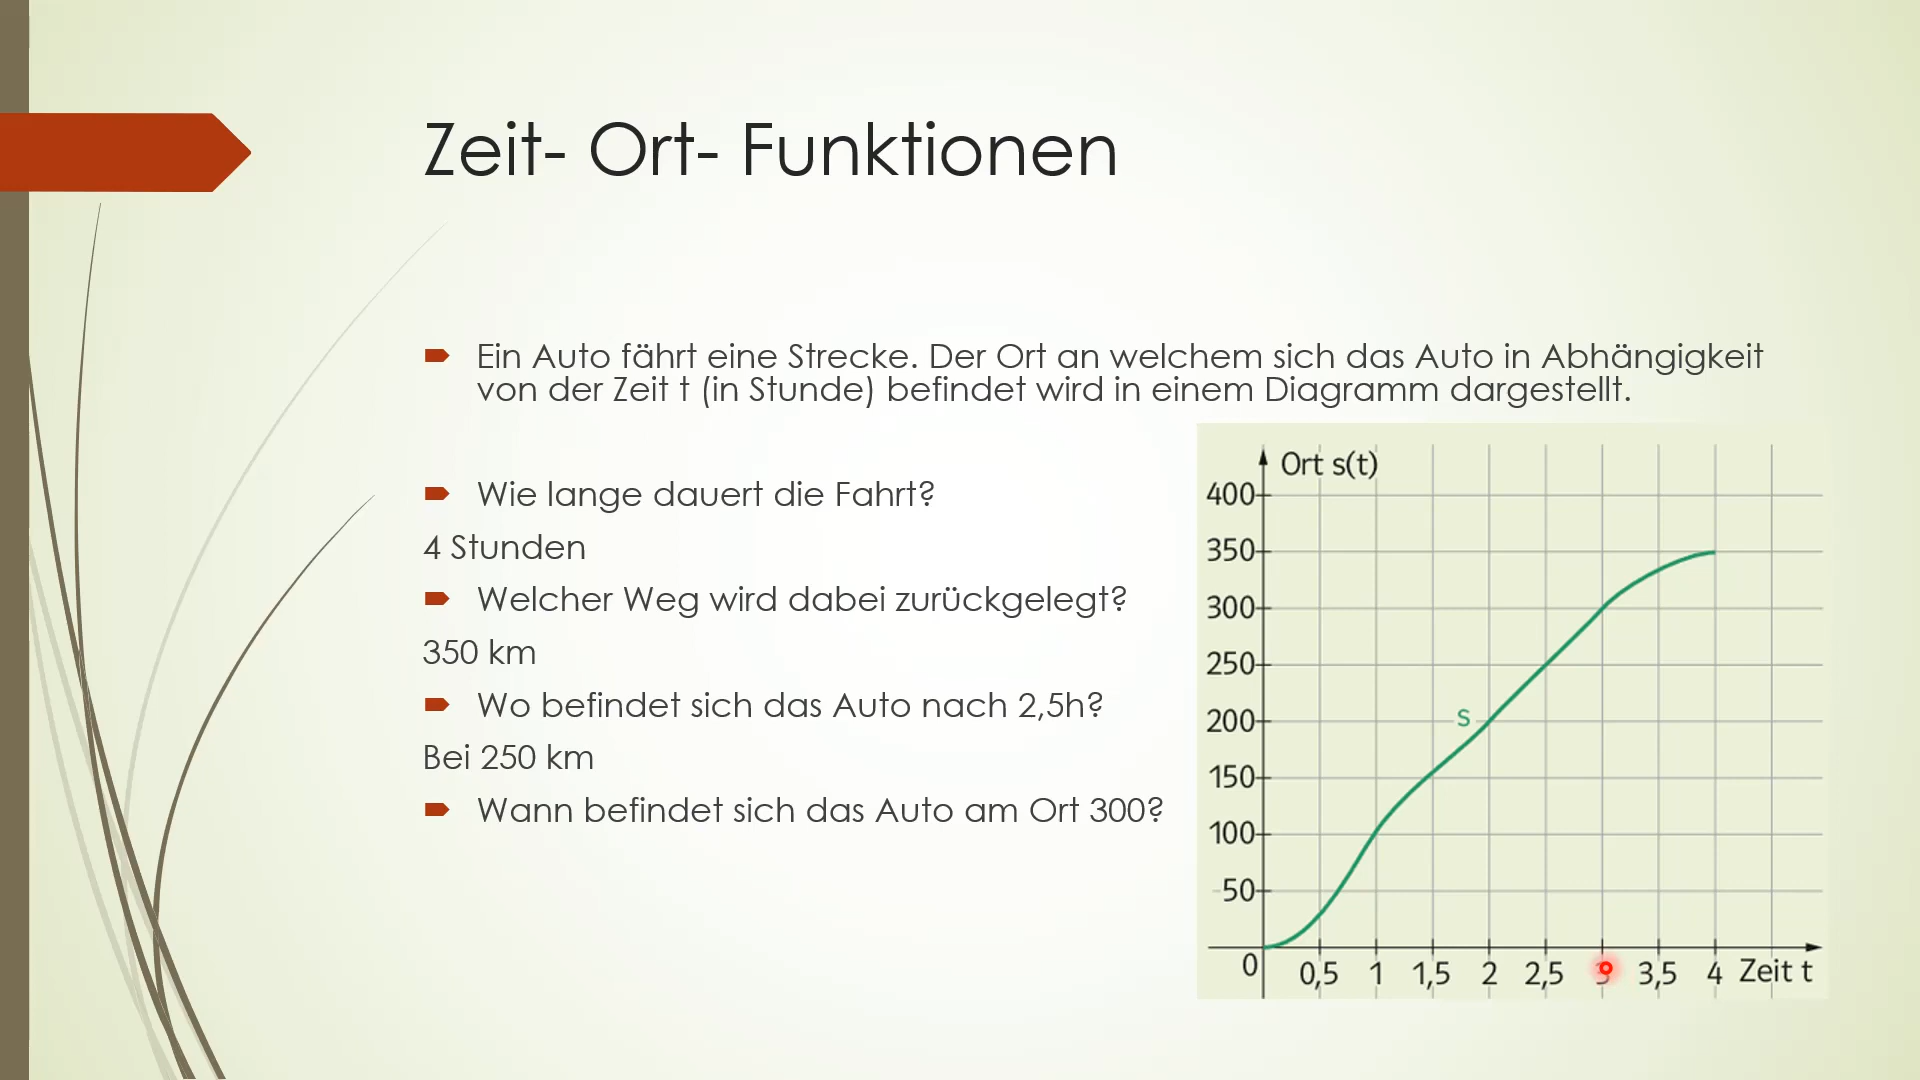 Zeit- Ort- Funktionen
Ein Auto fährt eine Strecke. Der Ort an welchem sich das Auto in Abhängigkeit
von der Zeit t (in Stunde) befindet wird in einem Diagramm dargestellt.
Wie lange dauert die Fahrt?
4 Stunden
Welcher Weg wird dabei zurückgelegt?
350 km
Wo befindet sich das Auto nach 2,5h?
Bei 250 km
Wann befindet sich das Auto am Ort 300?
Ort s(t)
400
350
300
250
200
150
100
50
s
0 0,5 1 1,5 2 2,5 3 3,5 4 Zeit t